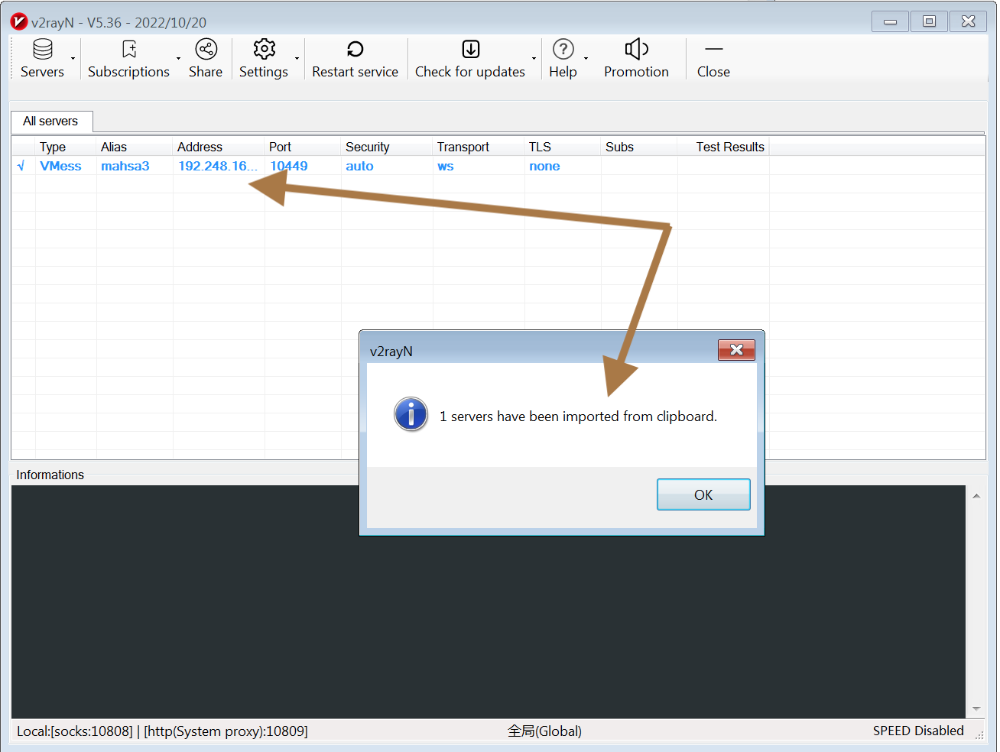 v2rayN - V5.36 - 2022/10/20
Servers Subscriptions Share Settings Restart service Check for updates Help Promotion Close
All servers
Type Alias Address Port Security Transport TLS Subs Test Results
√ VMess mahsa3 192.248.16... 10449 auto ws none
v2rayN
1 servers have been imported from clipboard.
OK
Informations
Local:[socks:10808] | [http(System proxy):10809] 全局(Global) SPEED Disabled